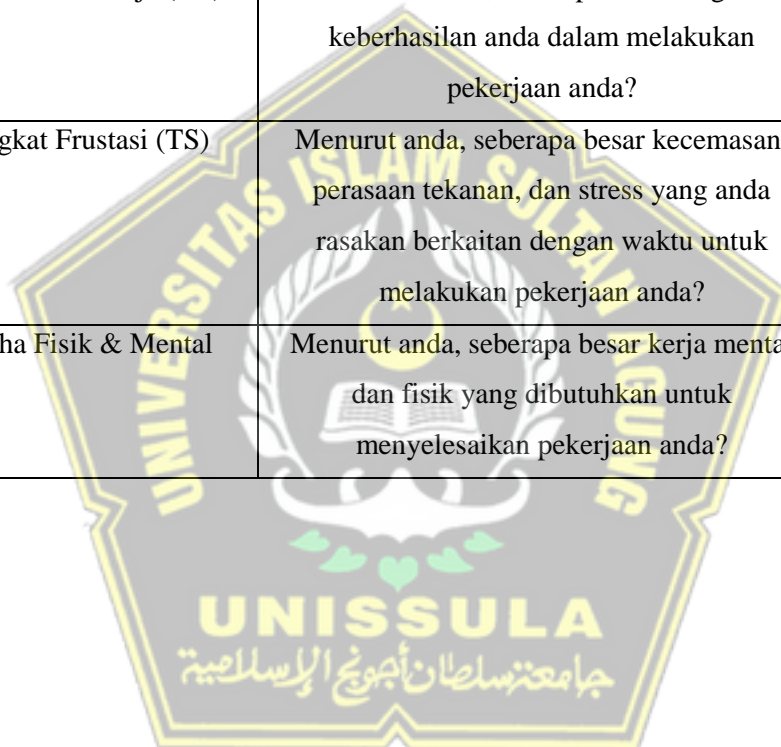 keberhasilan anda dalam melakukan
pekerjaan anda?
gkat Frustasi (TS)
Menurut anda, seberapa besar kecemasan,
perasaan tekanan, dan stress yang anda
rasakan berkaitan dengan waktu untuk
melakukan pekerjaan anda?
ha Fisik & Mental
Menurut anda, seberapa besar kerja menta
dan fisik yang dibutuhkan untuk
menyelesaikan pekerjaan anda?
UNIVERSITAS ISLAM SULTAN AGUNG
UNISSULA
جامعة سلطان أجونج الإسلامية